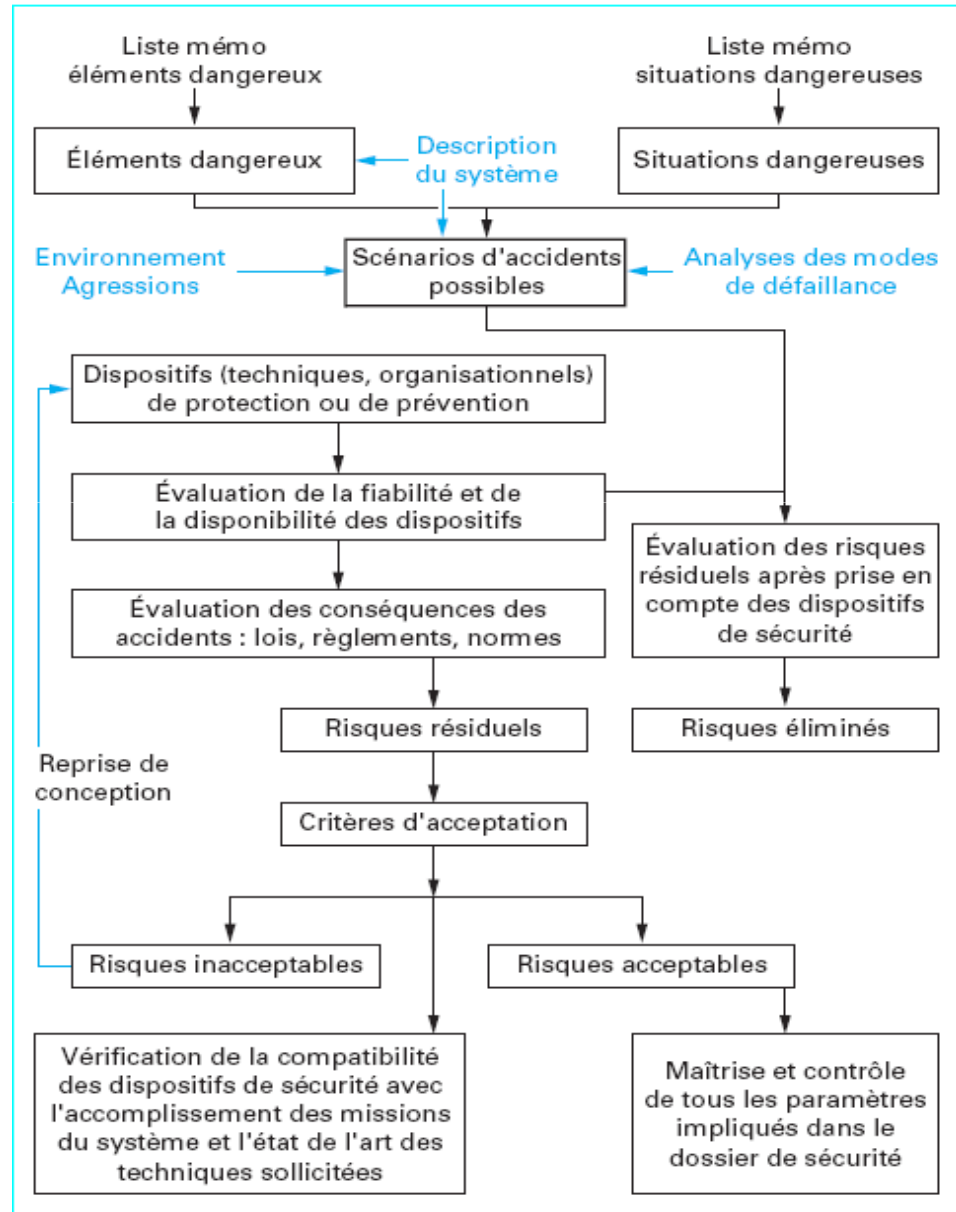 Liste mémo
éléments dangereux
Liste mémo
situations dangereuses
Éléments dangereux
Description
du système
Situations dangereuses
Environnement
Agressions
Scénarios d'accidents
possibles
Analyses des modes
de défaillance
Dispositifs (techniques, organisationnels)
de protection ou de prévention
Évaluation de la fiabilité et de
la disponibilité des dispositifs
Évaluation des risques
résiduels après prise en
compte des dispositifs
de sécurité
Évaluation des conséquences des
accidents : lois, règlements, normes
Risques résiduels
Risques éliminés
Reprise de
conception
Critères d'acceptation
Risques inacceptables
Risques acceptables
Vérification de la compatibilité
des dispositifs de sécurité avec
l'accomplissement des missions
du système et l'état de l'art des
techniques sollicitées
Maîtrise et contrôle
de tous les paramètres
impliqués dans le
dossier de sécurité